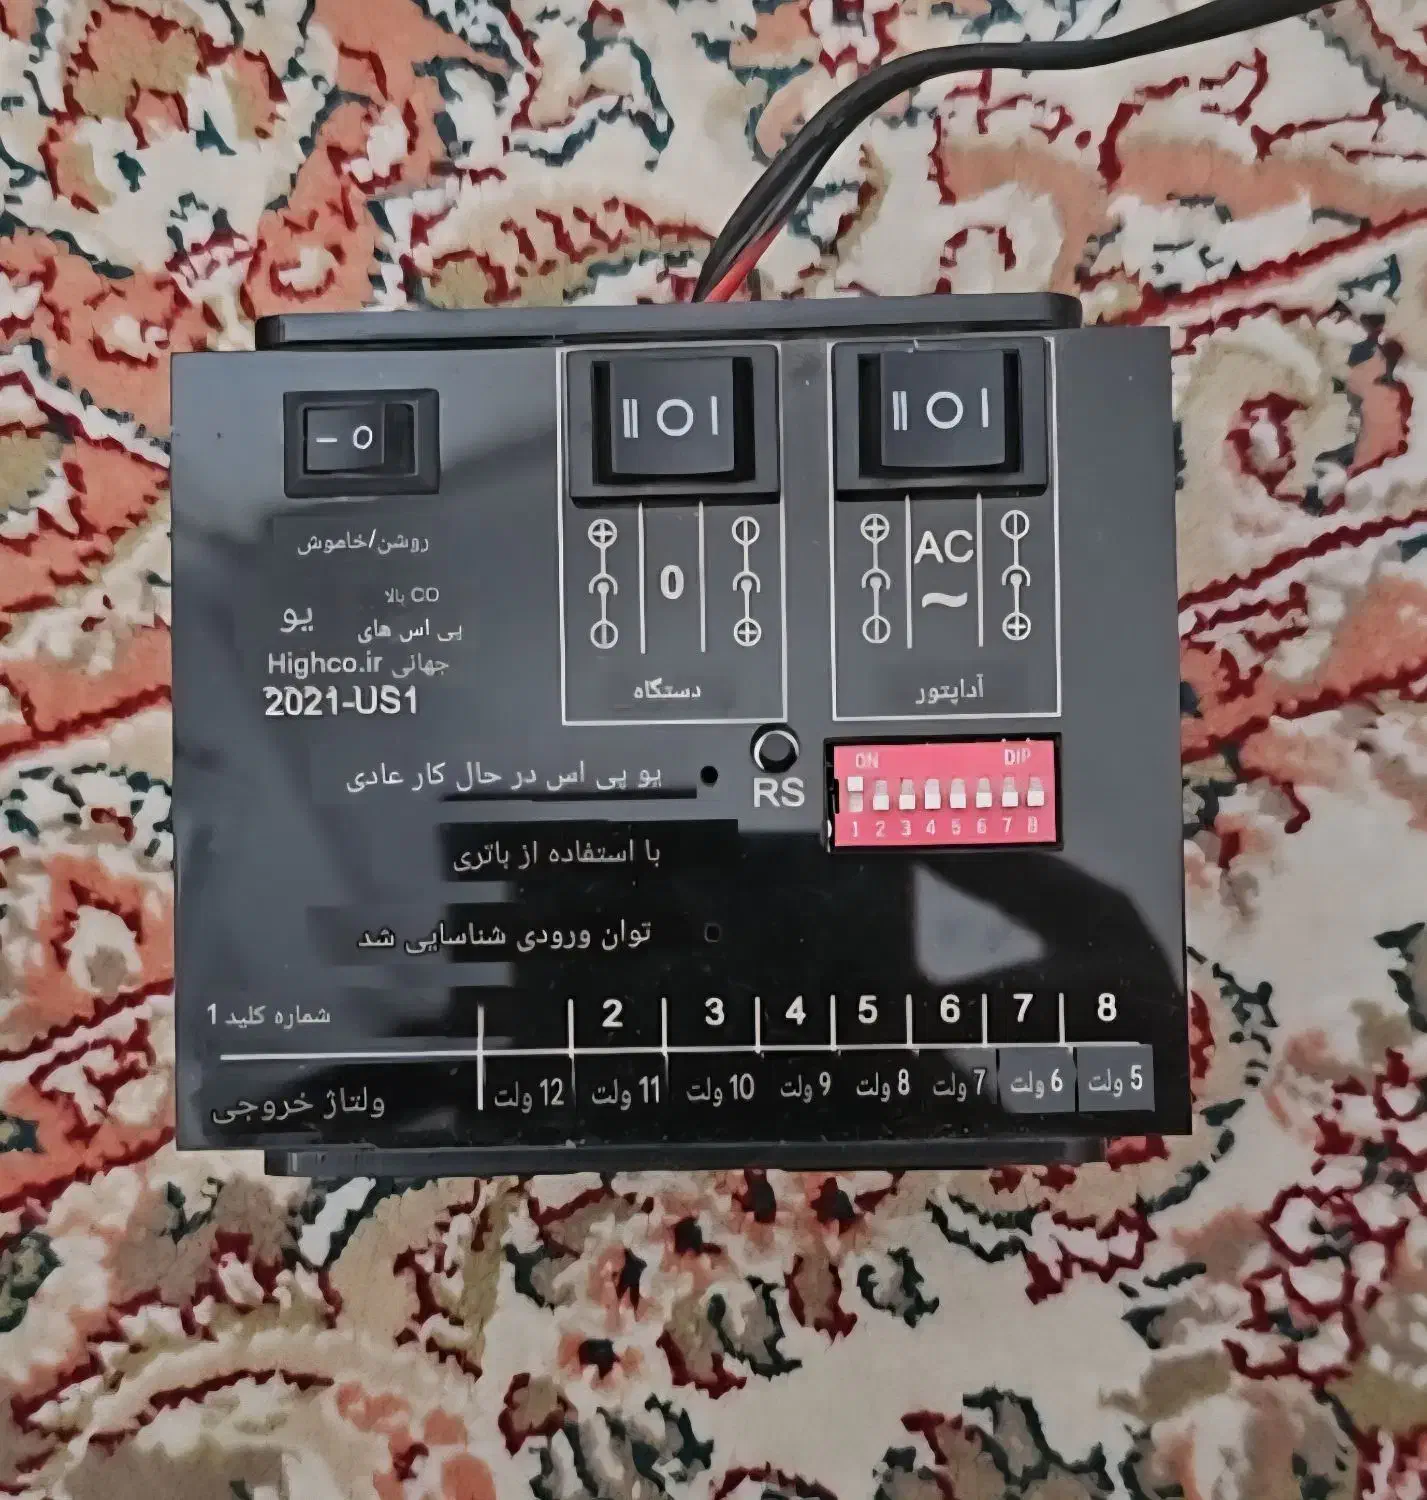 — O
II O I
II O I
روشن/خاموش
0
AC
~
CO بالا
یو
پی اس های
جهانی Highco.ir
2021-US1
دستگاه
آداپتور
یو پی اس در حال کار عادی
RS
ON DIP
1 2 3 4 5 6 7 8
با استفاده از باتری
توان ورودی شناسایی شد
شماره کلید 1 2 3 4 5 6 7 8
ولتاژ خروجی 12 ولت 11 ولت 10 ولت 9 ولت 8 ولت 7 ولت 6 ولت 5 ولت